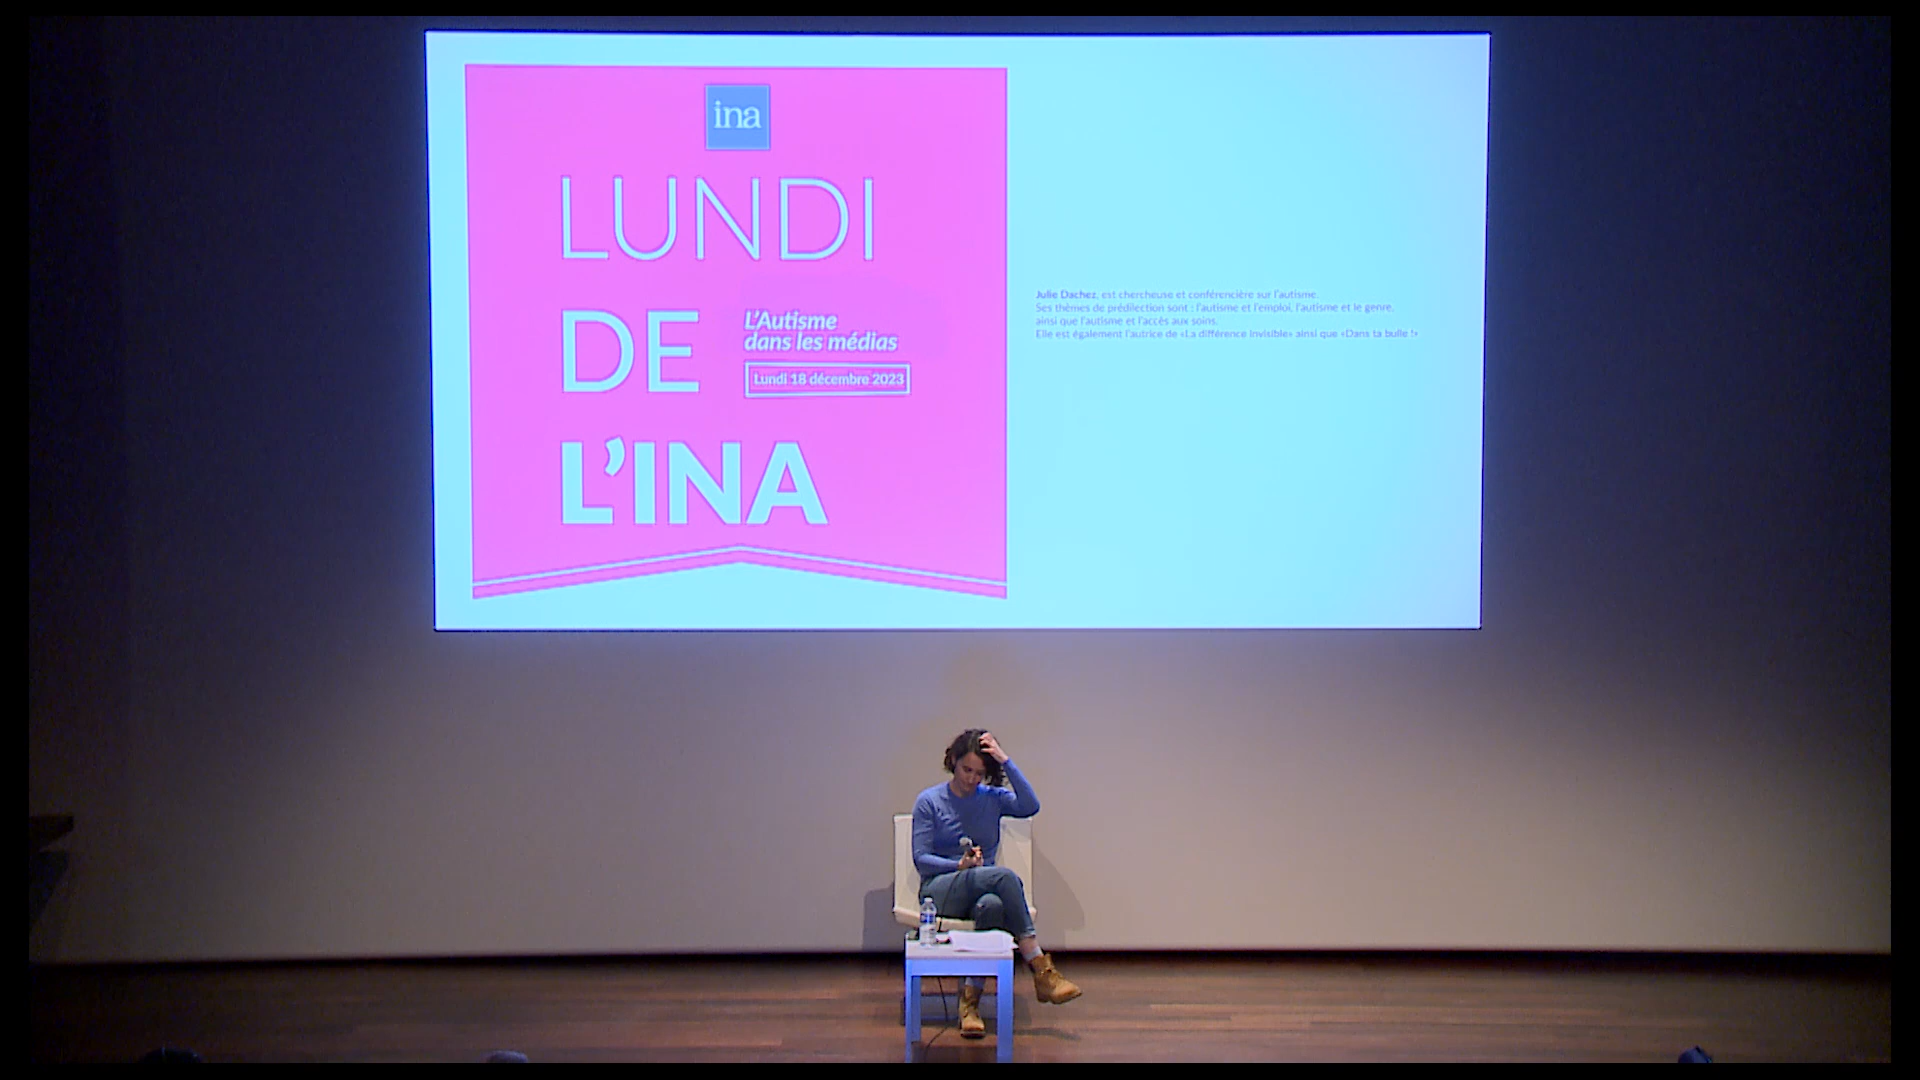 ina
LUNDI
DE
L'Autisme
dans les médias
Lundi 18 décembre 2023
L'INA
Julie Dachez, est chercheuse et conférencière sur l'autisme.
Ses thèmes de prédilection sont : l'autisme et l'emploi, l'autisme et le genre,
ainsi que l'autisme et l'accès aux soins.
Elle est également l'autrice de «La différence invisible» ainsi que «Dans ta bulle !»